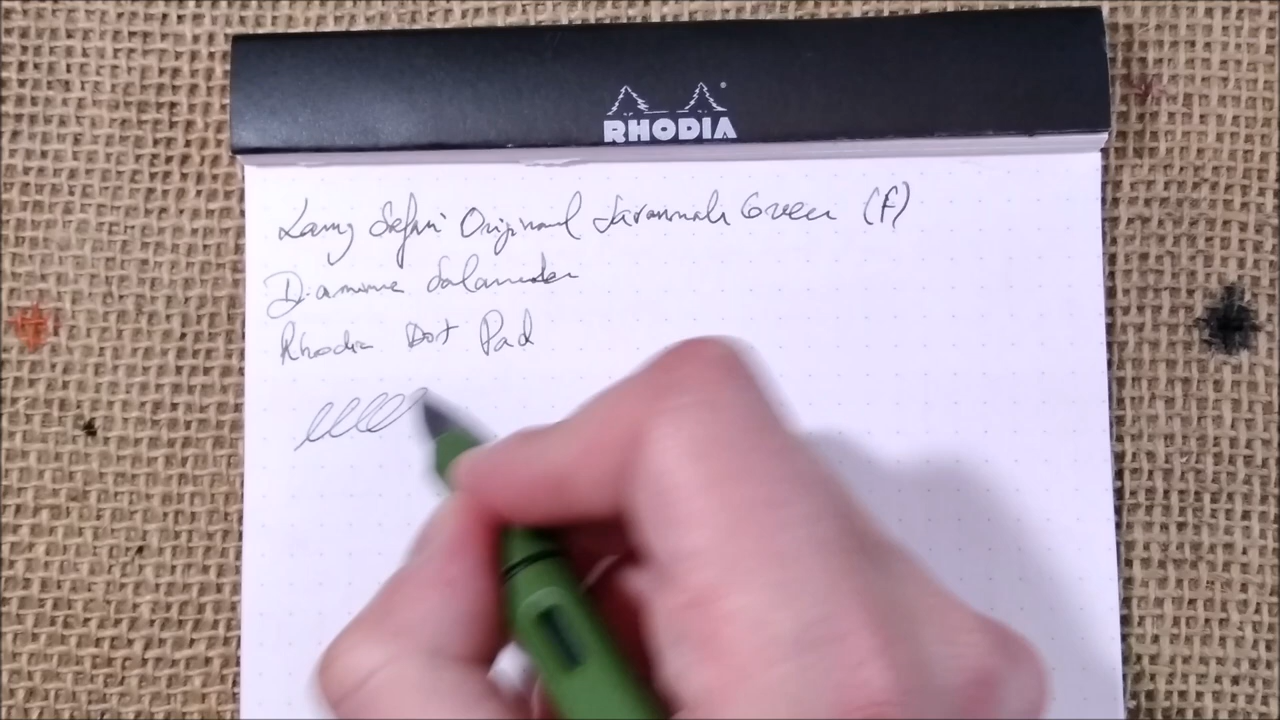 RHODIA
Lamy Safari Original Savannah Green (F)
Diamine Salamander
Rhodia Dot Pad